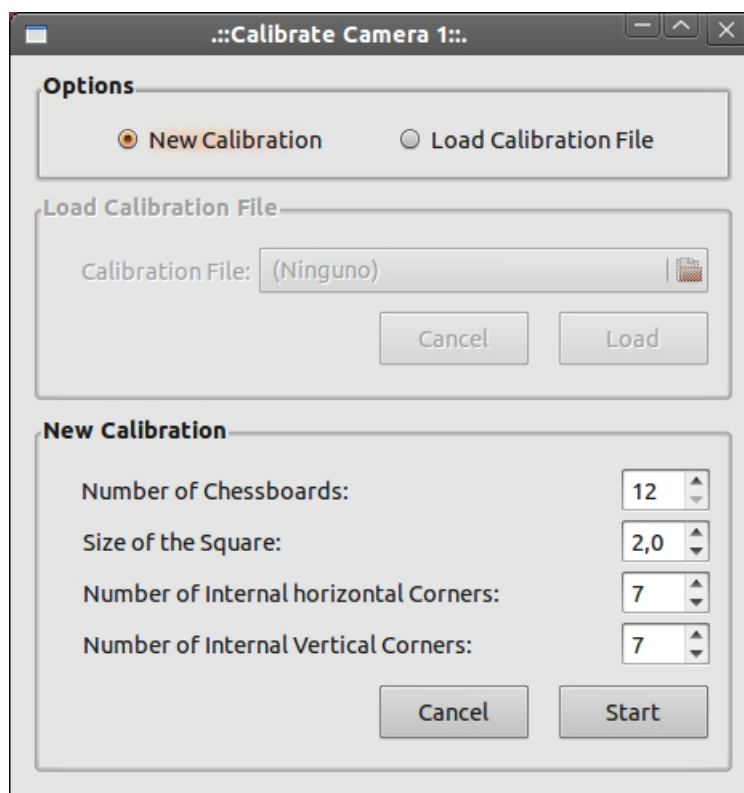 .::Calibrate Camera 1::.
Options
New Calibration
Load Calibration File
Load Calibration File
Calibration File: (Ninguno)
Cancel
Load
New Calibration
Number of Chessboards: 12
Size of the Square: 2,0
Number of Internal horizontal Corners: 7
Number of Internal Vertical Corners: 7
Cancel
Start